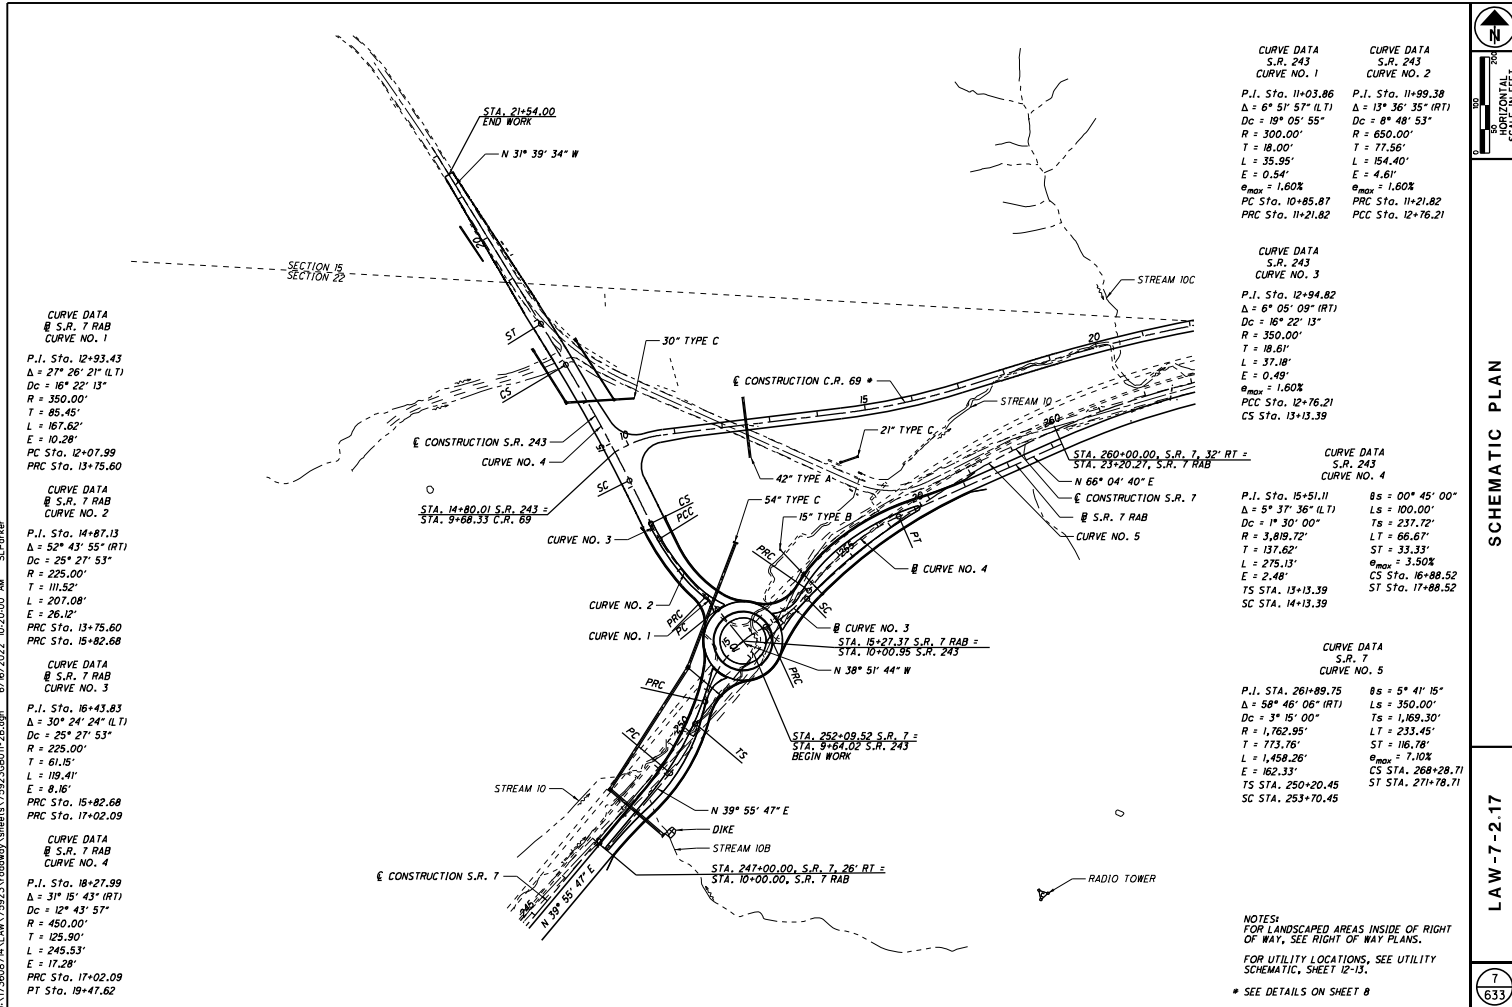 CURVE DATA
℄ S.R. 7 RAB
CURVE NO. 1
P.I. Sta. 12+93.43
Δ = 27° 26' 21" (LT)
Dc = 16° 22' 13"
R = 350.00'
T = 85.45'
L = 167.62'
E = 10.28'
PC Sta. 12+07.99
PRC Sta. 13+75.60
CURVE DATA
S.R. 7 RAB
CURVE NO. 2
P.I. Sta. 14+87.13
Δ = 52° 43' 55" (RT)
Dc = 25° 27' 53"
R = 225.00'
T = 111.52'
L = 207.08'
E = 26.12'
PRC Sta. 13+75.60
PRC Sta. 15+82.68
CURVE DATA
S.R. 7 RAB
CURVE NO. 3
P.I. Sta. 16+43.83
Δ = 30° 24' 24" (LT)
Dc = 25° 27' 53"
R = 225.00'
T = 61.15'
L = 119.41'
E = 8.16'
PRC Sta. 15+82.68
PRC Sta. 17+02.09
CURVE DATA
S.R. 7 RAB
CURVE NO. 4
P.I. Sta. 18+27.99
Δ = 31° 15' 43" (RT)
Dc = 12° 43' 57"
R = 450.00'
T = 125.90'
L = 245.53'
E = 17.28'
PRC Sta. 17+02.09
PT Sta. 19+47.62
STA. 21+54.00
END WORK
N 31° 39' 34" W
20
SECTION 15
SECTION 22
ST
CS
30" TYPE C
℄ CONSTRUCTION C.R. 69 *
STREAM 10C
20
15
STREAM 10
21" TYPE C
℄ CONSTRUCTION S.R. 243
10
15
CURVE NO. 4
42" TYPE A
260
STA. 260+00.00, S.R. 7, 32' RT =
STA. 23+20.27, S.R. 7 RAB
N 66° 04' 40" E
℄ CONSTRUCTION S.R. 7
S.R. 7 RAB
CURVE NO. 5
SC
54" TYPE C
15" TYPE B
20
STA. 14+80.01 S.R. 243 =
STA. 9+68.33 C.R. 69
CS
PCC
CURVE NO. 3
PRC
255
PT
CURVE NO. 4
CURVE NO. 2
SC
CURVE NO. 1
PRC
PC
CURVE NO. 3
STA. 15+27.37 S.R. 7 RAB =
STA. 10+00.95 S.R. 243
N 38° 51' 44" W
PRC
PRC
250
PC
TS
STA. 252+09.52 S.R. 7 =
STA. 9+64.02 S.R. 243
BEGIN WORK
STREAM 10
N 39° 55' 47" E
DIKE
STREAM 10B
STA. 247+00.00, S.R. 7, 26' RT =
STA. 10+00.00, S.R. 7 RAB
℄ CONSTRUCTION S.R. 7
245
N 39° 55' 47" E
RADIO TOWER
CURVE DATA
S.R. 243
CURVE NO. 1
P.I. Sta. 11+03.86
Δ = 6° 51' 57" (LT)
Dc = 19° 05' 55"
R = 300.00'
T = 18.00'
L = 35.95'
E = 0.54'
emax = 1.60%
PC Sta. 10+85.87
PRC Sta. 11+21.82
CURVE DATA
S.R. 243
CURVE NO. 2
P.I. Sta. 11+99.38
Δ = 13° 36' 35" (RT)
Dc = 8° 48' 53"
R = 650.00'
T = 77.56'
L = 154.40'
E = 4.61'
emax = 1.60%
PRC Sta. 11+21.82
PCC Sta. 12+76.21
CURVE DATA
S.R. 243
CURVE NO. 3
P.I. Sta. 12+94.82
Δ = 6° 05' 09" (RT)
Dc = 16° 22' 13"
R = 350.00'
T = 18.61'
L = 37.18'
E = 0.49'
emax = 1.60%
PCC Sta. 12+76.21
CS Sta. 13+13.39
CURVE DATA
S.R. 243
CURVE NO. 4
P.I. Sta. 15+51.11
Δ = 5° 37' 36" (LT)
Dc = 1° 30' 00"
R = 3,819.72'
T = 137.62'
L = 275.13'
E = 2.48'
TS STA. 13+13.39
SC STA. 14+13.39
θs = 00° 45' 00"
Ls = 100.00'
Ts = 237.72'
LT = 66.67'
ST = 33.33'
emax = 3.50%
CS Sta. 16+88.52
ST Sta. 17+88.52
CURVE DATA
S.R. 7
CURVE NO. 5
P.I. STA. 261+89.75
Δ = 58° 46' 06" (RT)
Dc = 3° 15' 00"
R = 1,762.95'
T = 773.76'
L = 1,458.26'
E = 162.33'
TS STA. 250+20.45
SC STA. 253+70.45
θs = 5° 41' 15"
Ls = 350.00'
Ts = 1,169.30'
LT = 233.45'
ST = 116.78'
emax = 7.10%
CS STA. 268+28.71
ST STA. 271+78.71
NOTES:
FOR LANDSCAPED AREAS INSIDE OF RIGHT
OF WAY, SEE RIGHT OF WAY PLANS.
FOR UTILITY LOCATIONS, SEE UTILITY
SCHEMATIC, SHEET 12-13.
* SEE DETAILS ON SHEET 8
N
0
50
100
200
HORIZONTAL
SCHEMATIC PLAN
LAW-7-2.17
7
633